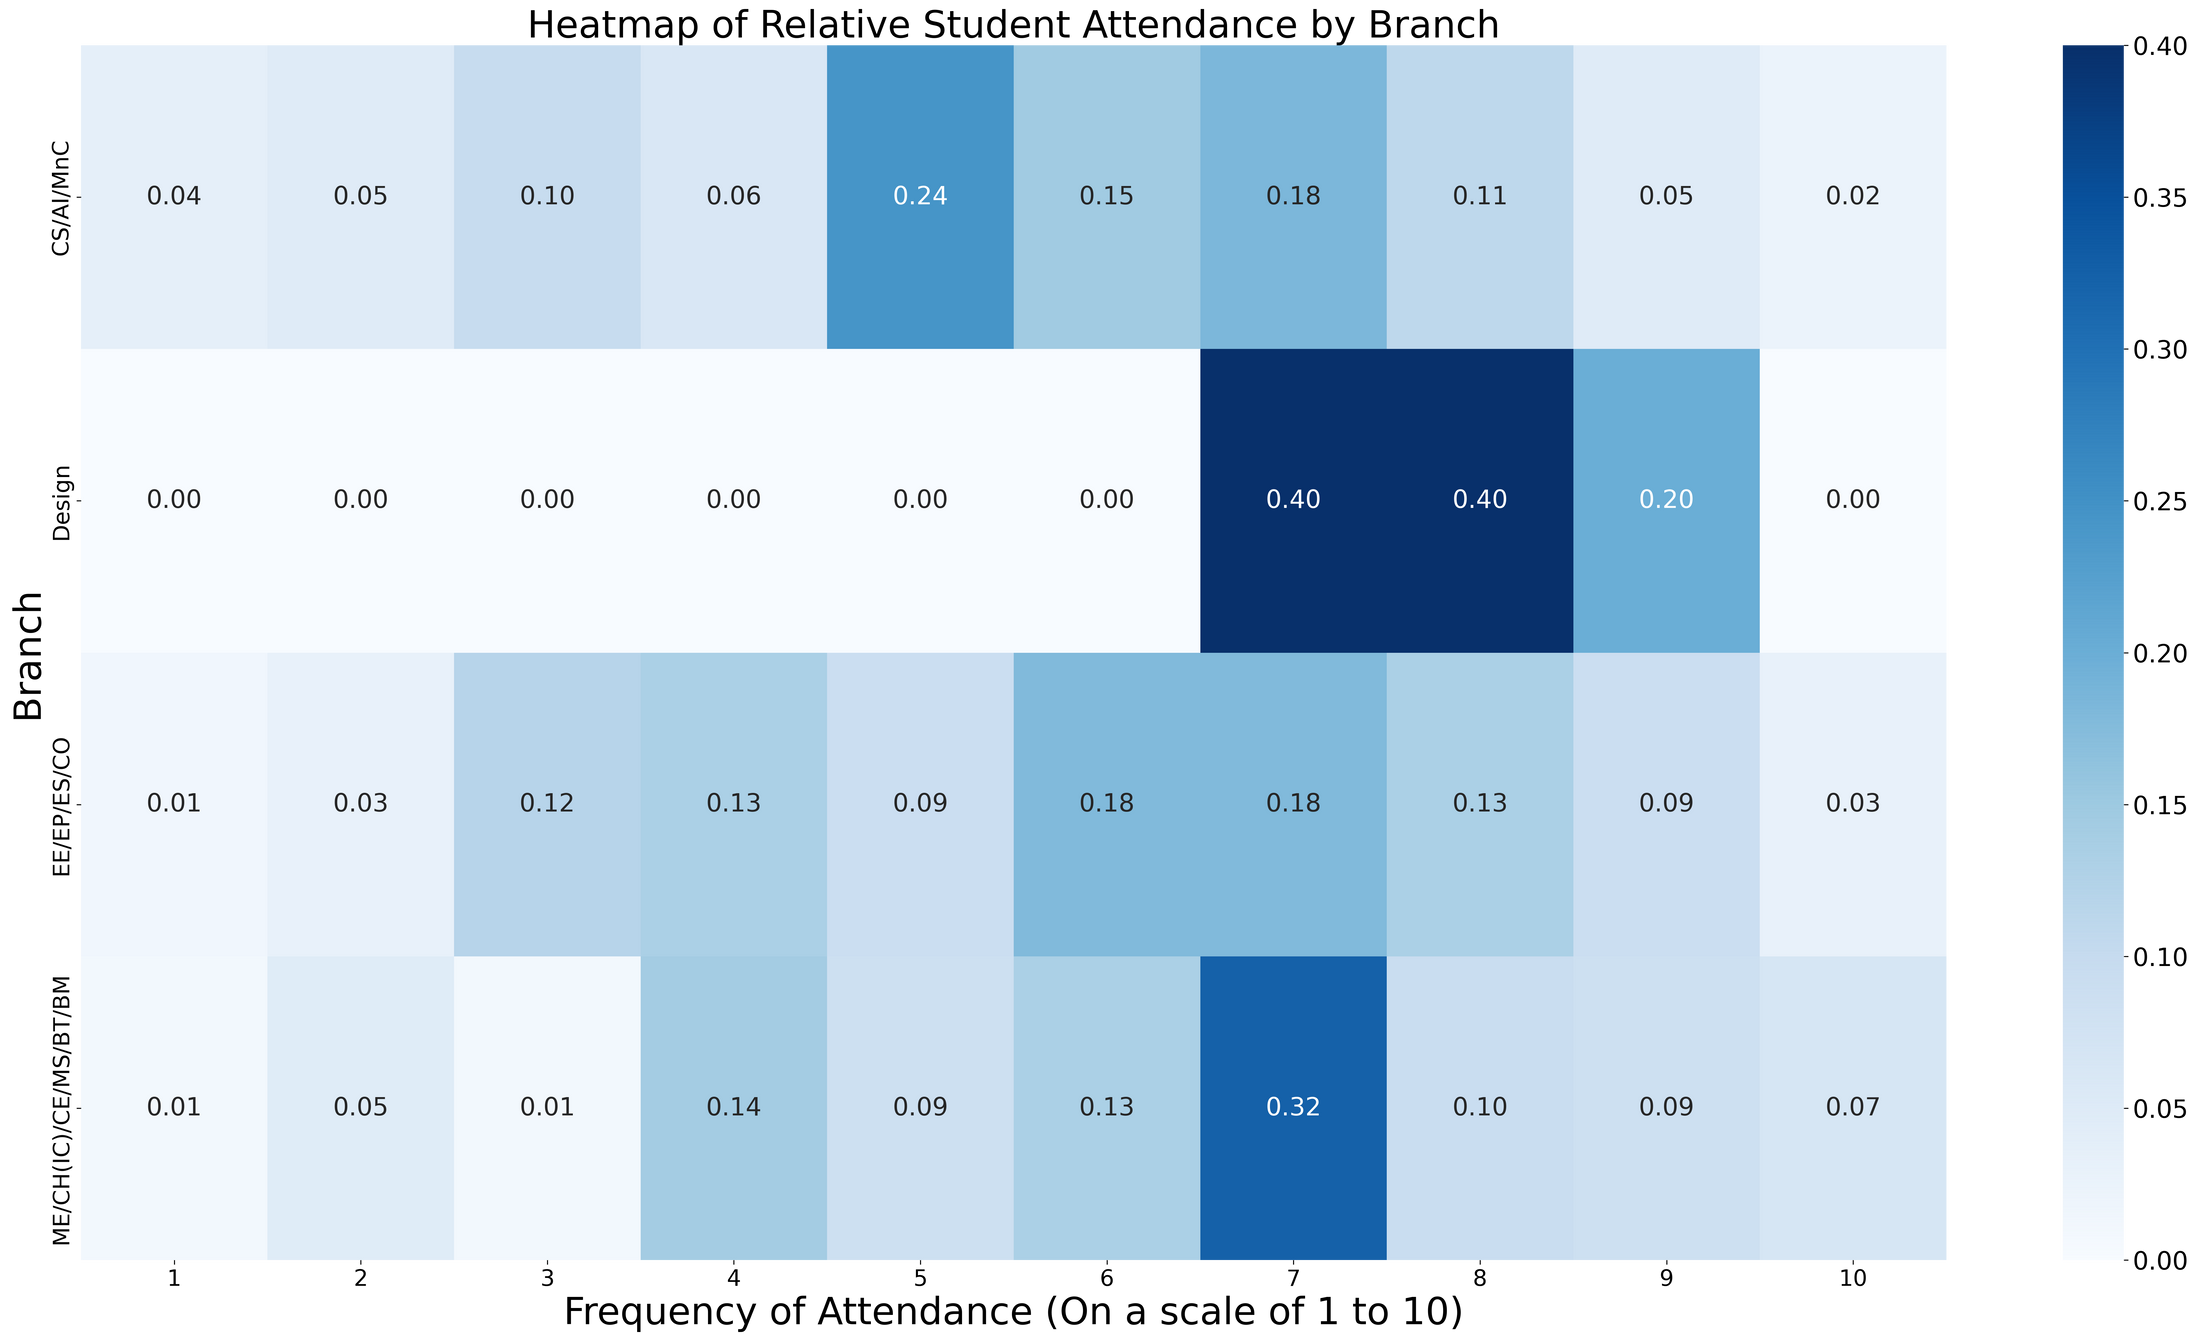 Heatmap of Relative Student Attendance by Branch
Branch
CS/AI/MnC
0.04 0.05 0.10 0.06 0.24 0.15 0.18 0.11 0.05 0.02
Design
0.00 0.00 0.00 0.00 0.00 0.00 0.40 0.40 0.20 0.00
EE/EP/ES/CO
0.01 0.03 0.12 0.13 0.09 0.18 0.18 0.13 0.09 0.03
ME/CH(IC)/CE/MS/BT/BM
0.01 0.05 0.01 0.14 0.09 0.13 0.32 0.10 0.09 0.07
1 2 3 4 5 6 7 8 9 10
Frequency of Attendance (On a scale of 1 to 10)
0.40
0.35
0.30
0.25
0.20
0.15
0.10
0.05
0.00